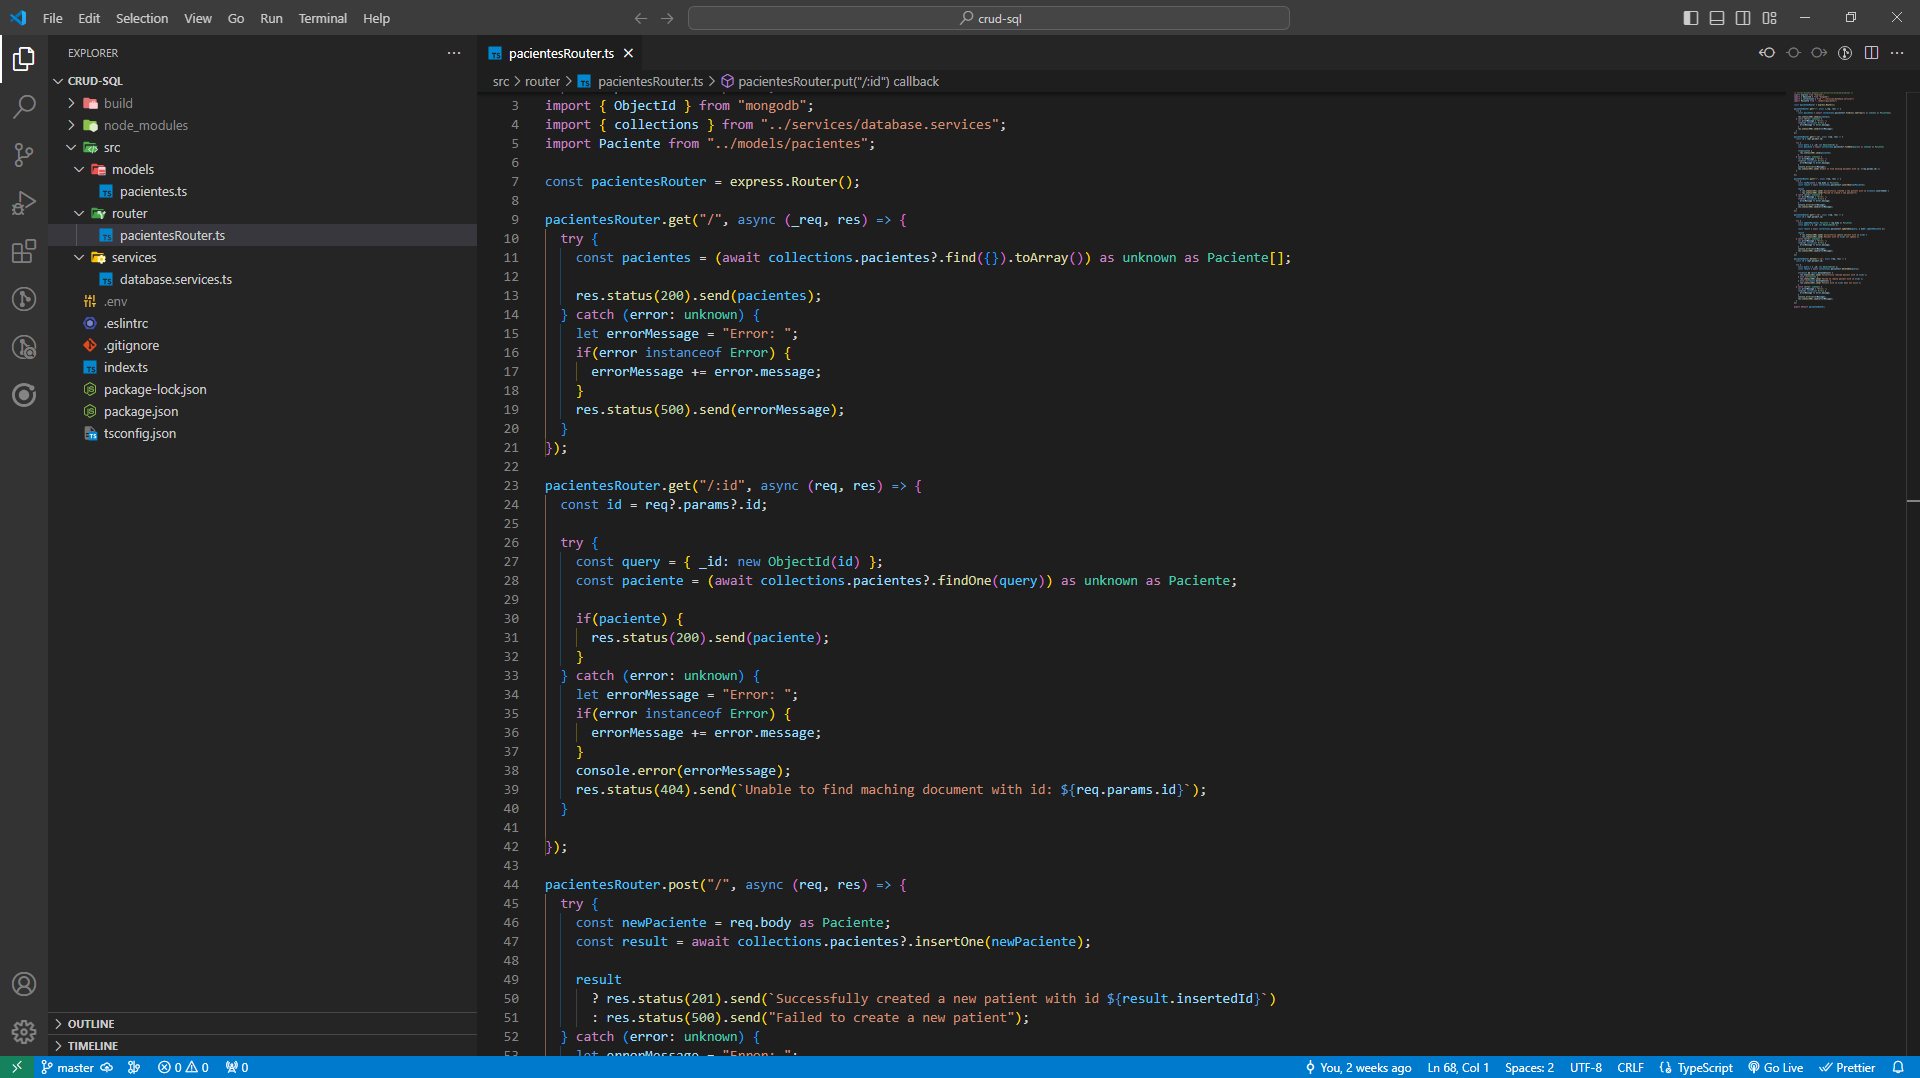 File Edit Selection View Go Run Terminal Help
crud-sql
EXPLORER
CRUD-SQL
build
node_modules
src
models
pacientes.ts
router
pacientesRouter.ts
services
database.services.ts
.env
.eslintrc
.gitignore
index.ts
package-lock.json
package.json
tsconfig.json
OUTLINE
TIMELINE
pacientesRouter.ts
src > router > pacientesRouter.ts > pacientesRouter.put("/:id") callback
3 import { ObjectId } from "mongodb";
4 import { collections } from "../services/database.services";
5 import Paciente from "../models/pacientes";
6
7 const pacientesRouter = express.Router();
8
9 pacientesRouter.get("/", async (_req, res) => {
10 try {
11 const pacientes = (await collections.pacientes?.find({}).toArray()) as unknown as Paciente[];
12
13 res.status(200).send(pacientes);
14 } catch (error: unknown) {
15 let errorMessage = "Error: ";
16 if(error instanceof Error) {
17 errorMessage += error.message;
18 }
19 res.status(500).send(errorMessage);
20 }
21 });
22
23 pacientesRouter.get("/:id", async (req, res) => {
24 const id = req?.params?.id;
25
26 try {
27 const query = { _id: new ObjectId(id) };
28 const paciente = (await collections.pacientes?.findOne(query)) as unknown as Paciente;
29
30 if(paciente) {
31 res.status(200).send(paciente);
32 }
33 } catch (error: unknown) {
34 let errorMessage = "Error: ";
35 if(error instanceof Error) {
36 errorMessage += error.message;
37 }
38 console.error(errorMessage);
39 res.status(404).send(`Unable to find maching document with id: ${req.params.id}`);
40 }
41
42 });
43
44 pacientesRouter.post("/", async (req, res) => {
45 try {
46 const newPaciente = req.body as Paciente;
47 const result = await collections.pacientes?.insertOne(newPaciente);
48
49 result
50 ? res.status(201).send(`Successfully created a new patient with id ${result.insertedId}`)
51 : res.status(500).send("Failed to create a new patient");
52 } catch (error: unknown) {
53 let errorMessage = "Error: ";
master 0 0 0 You, 2 weeks ago Ln 68, Col 1 Spaces: 2 UTF-8 CRLF TypeScript Go Live Prettier